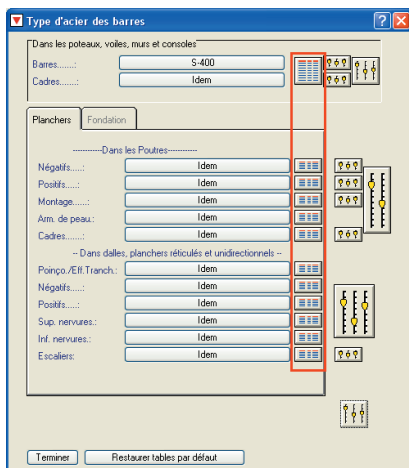 Type d'acier des barres
Dans les poteaux, voiles, murs et consoles
Barres.......: S-400
Cadres......: Idem
Planchers Fondation
------------Dans les Poutres------------
Négatifs.....: Idem
Positifs.....: Idem
Montage......: Idem
Arm. de peau.: Idem
Cadres.......: Idem
-- Dans dalles, planchers réticulés et unidirectionnels --
Poinço./Eff.Tranch.: Idem
Négatifs.....: Idem
Positifs.....: Idem
Sup. nervures.: Idem
Inf. nervures.: Idem
Escaliers: Idem
Terminer Restaurer tables par défaut